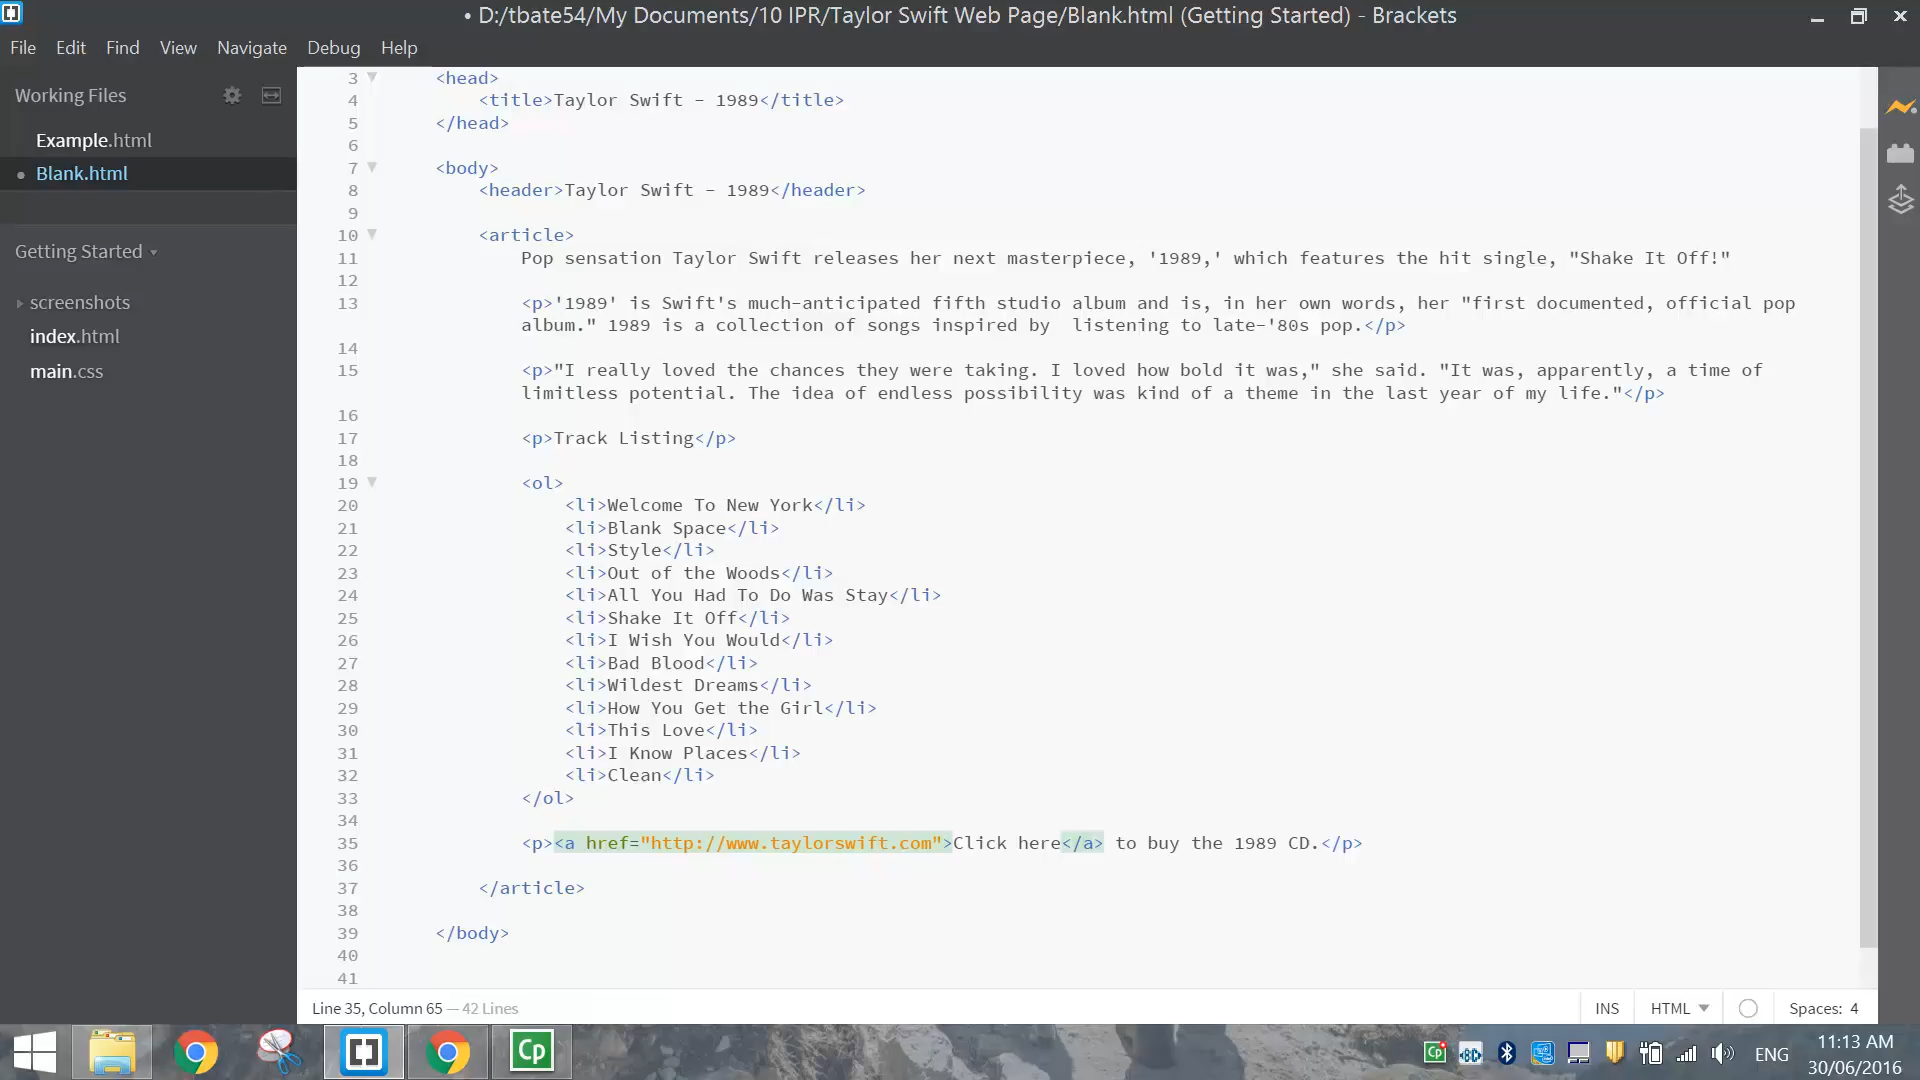 • D:/tbate54/My Documents/10 IPR/Taylor Swift Web Page/Blank.html (Getting Started) - Brackets
File Edit Find View Navigate Debug Help
Working Files
Example.html
• Blank.html
Getting Started
screenshots
index.html
main.css
3 <head>
4 <title>Taylor Swift - 1989</title>
5 </head>
6
7 <body>
8 <header>Taylor Swift - 1989</header>
9
10 <article>
11 Pop sensation Taylor Swift releases her next masterpiece, '1989,' which features the hit single, "Shake It Off!"
12
13 <p>'1989' is Swift's much-anticipated fifth studio album and is, in her own words, her "first documented, official pop
album." 1989 is a collection of songs inspired by  listening to late-'80s pop.</p>
14
15 <p>"I really loved the chances they were taking. I loved how bold it was," she said. "It was, apparently, a time of
limitless potential. The idea of endless possibility was kind of a theme in the last year of my life."</p>
16
17 <p>Track Listing</p>
18
19 <ol>
20 <li>Welcome To New York</li>
21 <li>Blank Space</li>
22 <li>Style</li>
23 <li>Out of the Woods</li>
24 <li>All You Had To Do Was Stay</li>
25 <li>Shake It Off</li>
26 <li>I Wish You Would</li>
27 <li>Bad Blood</li>
28 <li>Wildest Dreams</li>
29 <li>How You Get the Girl</li>
30 <li>This Love</li>
31 <li>I Know Places</li>
32 <li>Clean</li>
33 </ol>
34
35 <p><a href="http://www.taylorswift.com">Click here</a> to buy the 1989 CD.</p>
36
37 </article>
38
39 </body>
40
41
Line 35, Column 65 — 42 Lines
INS HTML Spaces: 4
Cp
Cp
ENG
11:13 AM
30/06/2016